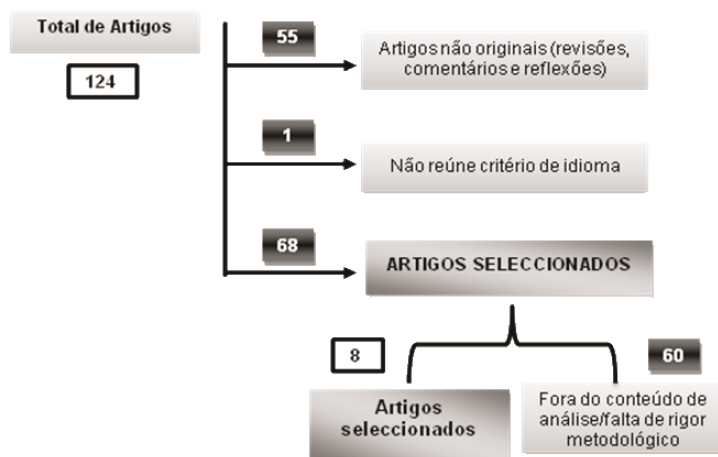 Total de Artigos
124
55
Artigos não originais (revisões,
comentários e reflexões)
1
Não reúne critério de idioma
68
ARTIGOS SELECCIONADOS
8
Artigos
seleccionados
60
Fora do conteúdo de
análise/falta de rigor
metodológico